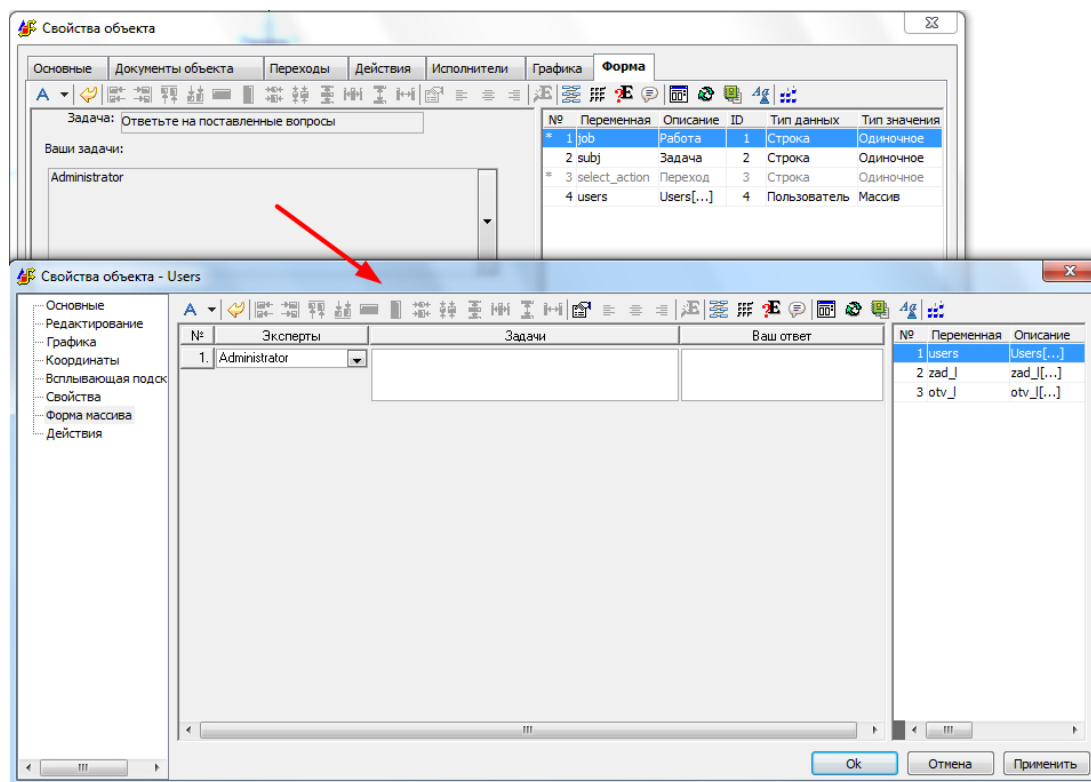 Свойства объекта
Основные Документы объекта Переходы Действия Исполнители Графика Форма
Задача: Ответьте на поставленные вопросы
Ваши задачи:
Administrator
№ Переменная Описание ID Тип данных Тип значения
* 1 job Работа 1 Строка Одиночное
2 subj Задача 2 Строка Одиночное
* 3 select_action Переход 3 Строка Одиночное
4 users Users[...] 4 Пользователь Массив
Свойства объекта - Users
Основные
Редактирование
Графика
Координаты
Всплывающая подск
Свойства
Форма массива
Действия
№ Эксперты Задачи Ваш ответ
1. Administrator
№ Переменная Описание
1 users Users[...]
2 zad_l zad_l[...]
3 otv_l otv_l[...]
Ok Отмена Применить